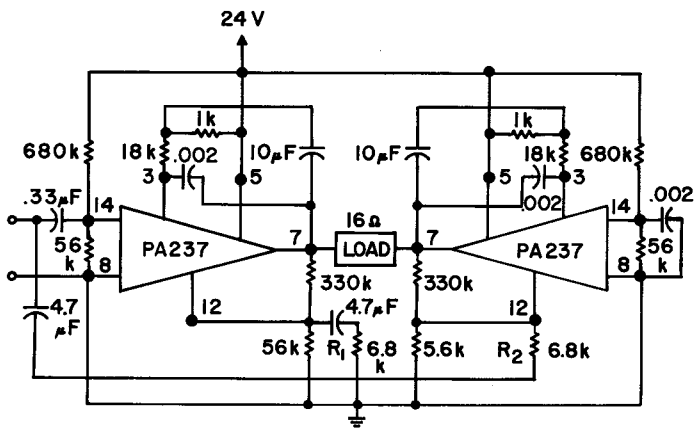 24 V
1k
1k
680k
18k
.002
10μF
10μF
18k
680k
3
5
5
3
.002
.33μF
14
16Ω
.002
14
56
k
PA237
7
LOAD
7
PA237
56
k
8
8
330k
330k
4.7
μF
12
4.7μF
12
56k
R1
6.8
k
5.6k
R2
6.8k